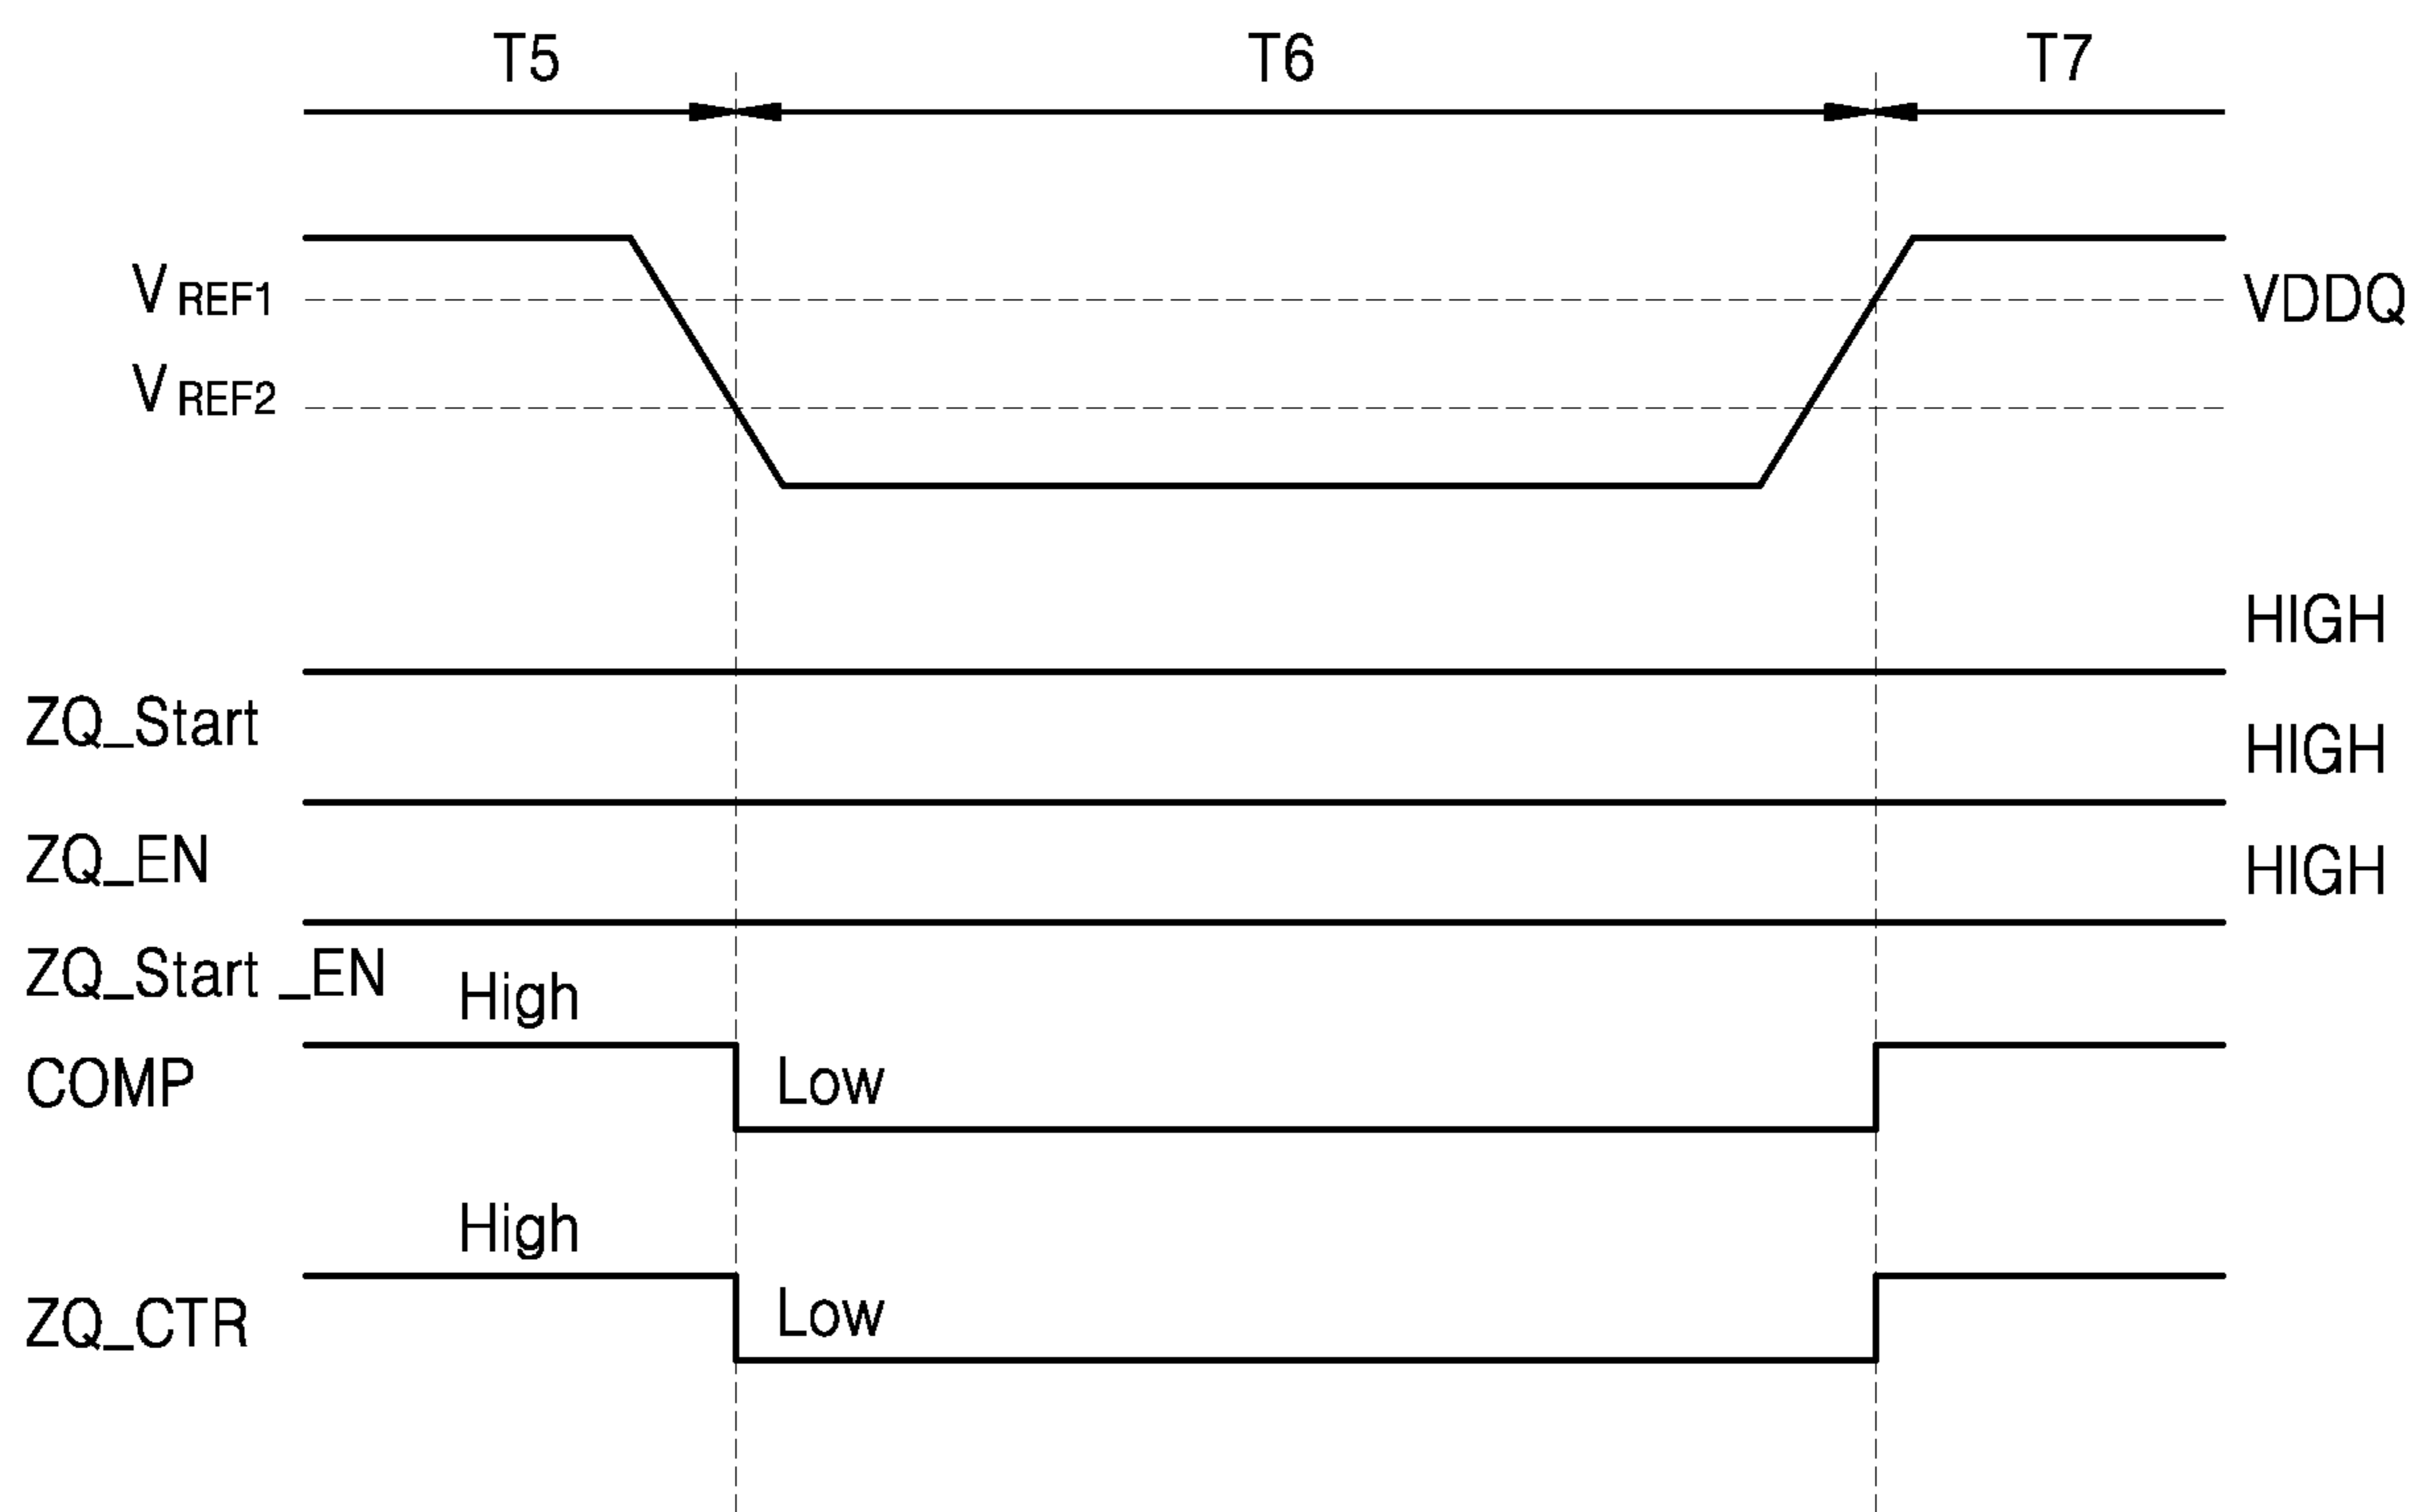 T5 T6 T7
VREF1 VDDQ
VREF2
HIGH
ZQ_Start
HIGH
ZQ_EN
HIGH
ZQ_Start _EN
High
COMP Low
High
ZQ_CTR Low